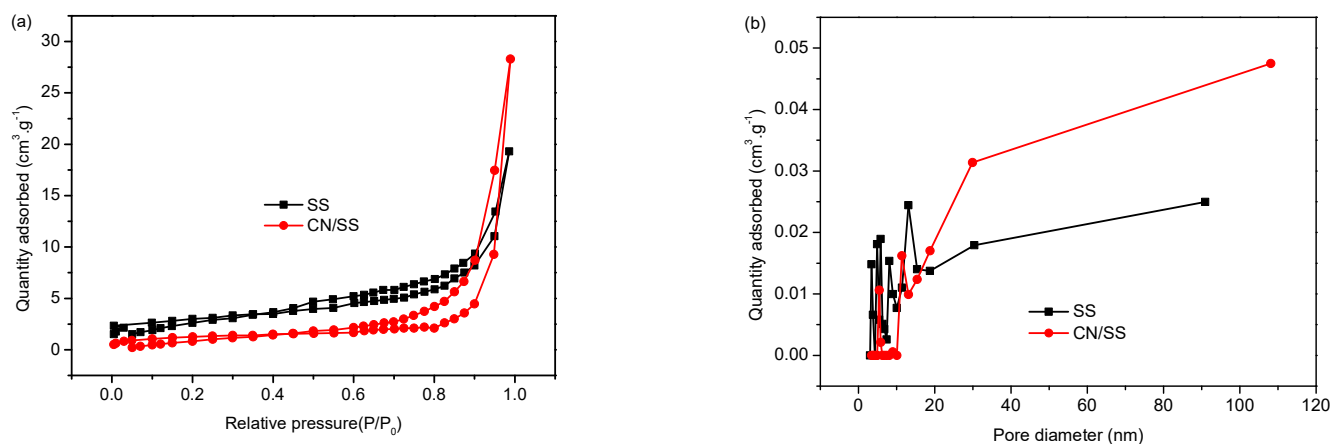 (a)
30
25
20
15
10
5
0
Quantity adsorbed (cm³.g⁻¹)
SS
CN/SS
0.0 0.2 0.4 0.6 0.8 1.0
Relative pressure(P/P₀)
(b)
0.05
0.04
0.03
0.02
0.01
0.00
Quantity adsorbed (cm³.g⁻¹)
SS
CN/SS
0 20 40 60 80 100 120
Pore diameter (nm)